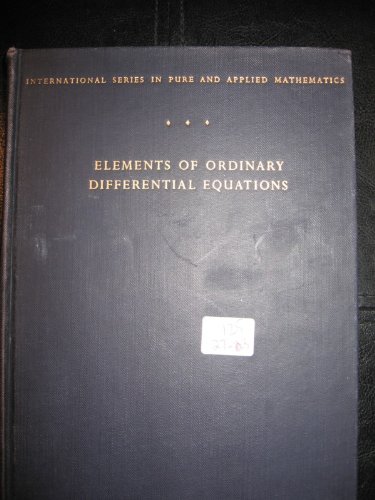 INTERNATIONAL SERIES IN PURE AND APPLIED MATHEMATICS
ELEMENTS OF ORDINARY
DIFFERENTIAL EQUATIONS